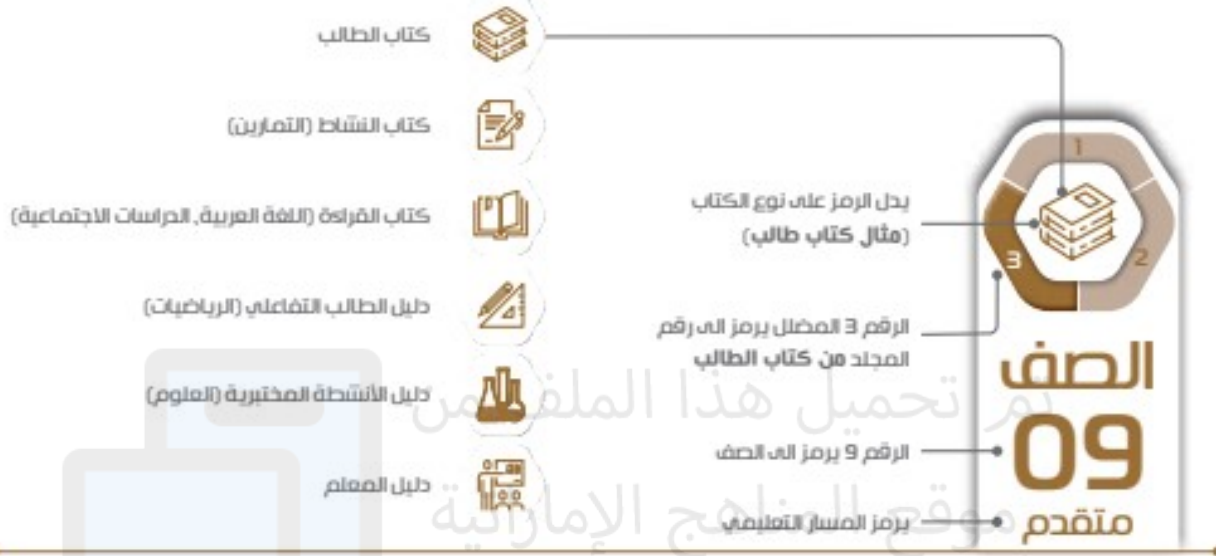 كتاب الطالب
كتاب النشاط (التمارين)
كتاب القراءة (اللغة العربية, الدراسات الاجتماعية)
دليل الطالب التفاعلي (الرياضيات)
دليل الأنشطة المختبرية (العلوم)
دليل المعلم
1
2
3
يدل الرمز على نوع الكتاب
(مثال كتاب طالب)
الرقم 3 المضلل يرمز الى رقم
المجلد من كتاب الطالب
الرقم 9 يرمز الى الصف
يرمز المسار التعليمي
الصف
09
متقدم
تم تحميل هذا الملف من
موقع المناهج الإماراتية